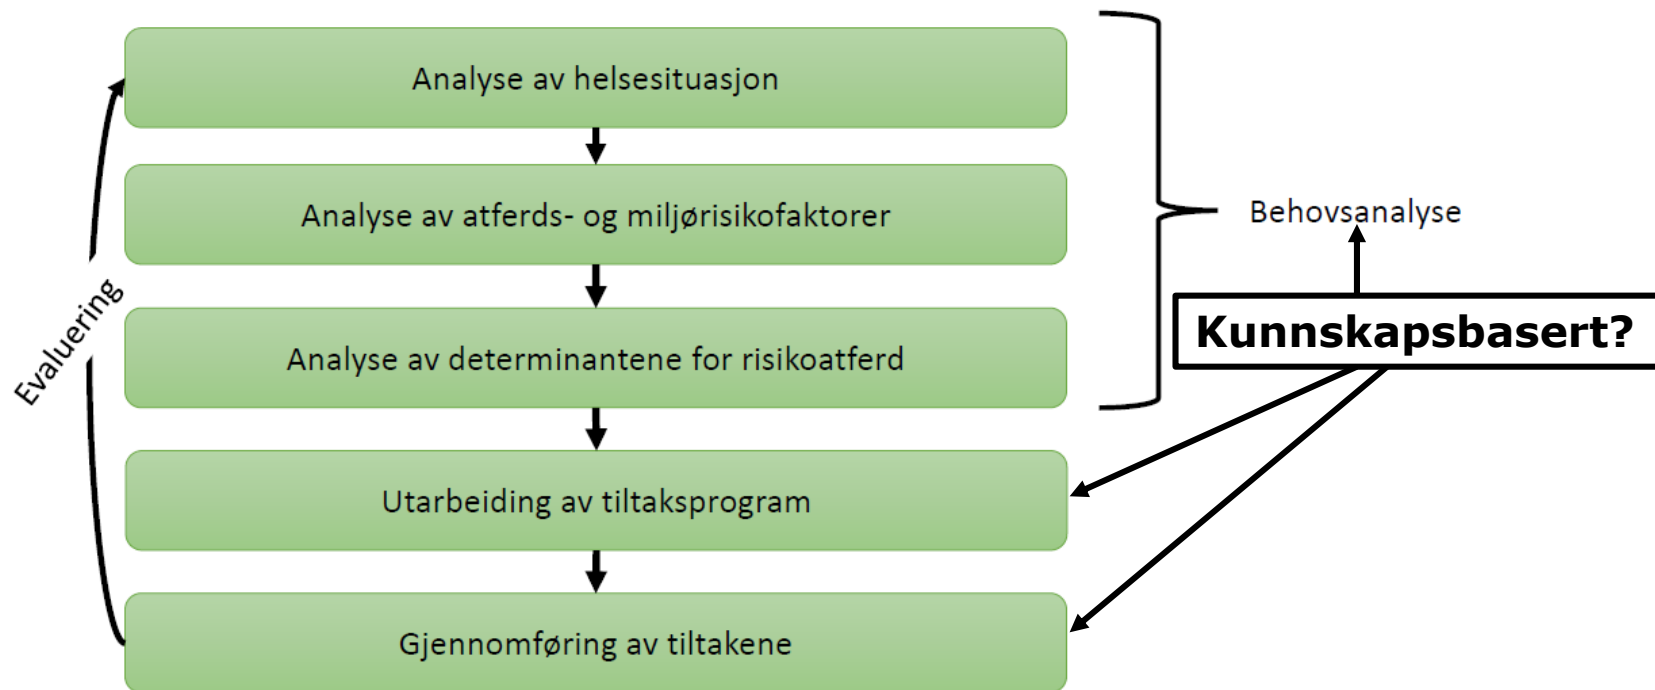 Analyse av helsesituasjon
Analyse av atferds- og miljørisikofaktorer
Behovsanalyse
Evaluering
Kunnskapsbasert?
Analyse av determinantene for risikoatferd
Utarbeiding av tiltaksprogram
Gjennomføring av tiltakene